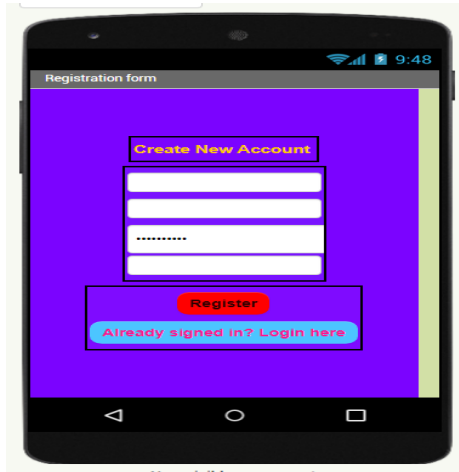 9:48
Registration form
Create New Account
••••••••••
Register
Already signed in? Login here